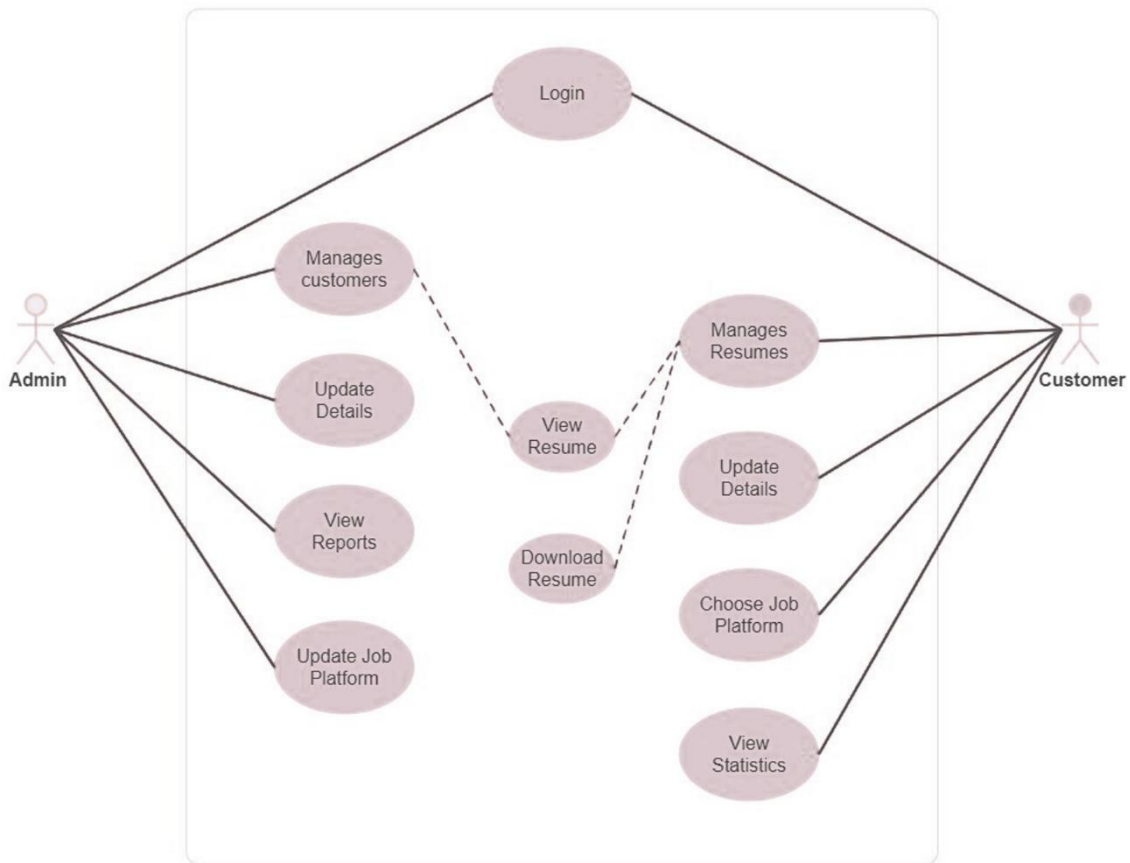 Login
Manages
customers
Manages
Resumes
Admin
Customer
Update
Details
View
Resume
Update
Details
View
Reports
Download
Resume
Choose Job
Platform
Update Job
Platform
View
Statistics